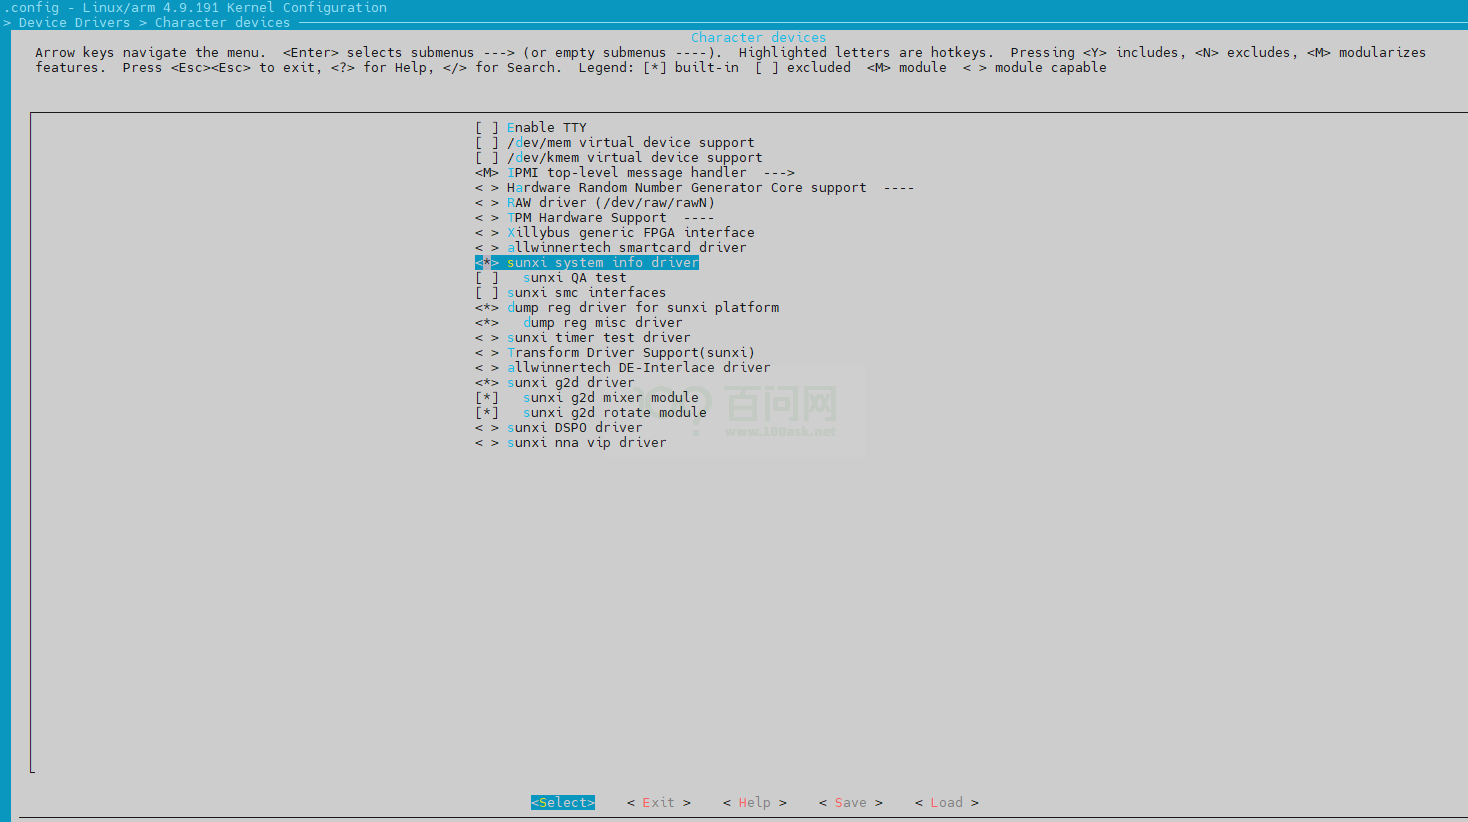 .config - Linux/arm 4.9.191 Kernel Configuration
> Device Drivers > Character devices
Character devices
Arrow keys navigate the menu.  <Enter> selects submenus ---> (or empty submenus ----).  Highlighted letters are hotkeys.  Pressing <Y> includes, <N> excludes, <M> modularizes
features.  Press <Esc><Esc> to exit, <?> for Help, </> for Search.  Legend: [*] built-in  [ ] excluded  <M> module  < > module capable
[ ] Enable TTY
[ ] /dev/mem virtual device support
[ ] /dev/kmem virtual device support
<M> IPMI top-level message handler  --->
< > Hardware Random Number Generator Core support  ----
< > RAW driver (/dev/raw/rawN)
< > TPM Hardware Support  ----
< > Xillybus generic FPGA interface
< > allwinnertech smartcard driver
<*> sunxi system info driver
[ ]   sunxi QA test
[ ] sunxi smc interfaces
<*> dump reg driver for sunxi platform
<*>   dump reg misc driver
< > sunxi timer test driver
< > Transform Driver Support(sunxi)
< > allwinnertech DE-Interlace driver
<*> sunxi g2d driver
[*]   sunxi g2d mixer module
[*]   sunxi g2d rotate module
< > sunxi DSPO driver
< > sunxi nna vip driver
百问网
www.100ask.net
<Select>    < Exit >    < Help >    < Save >    < Load >